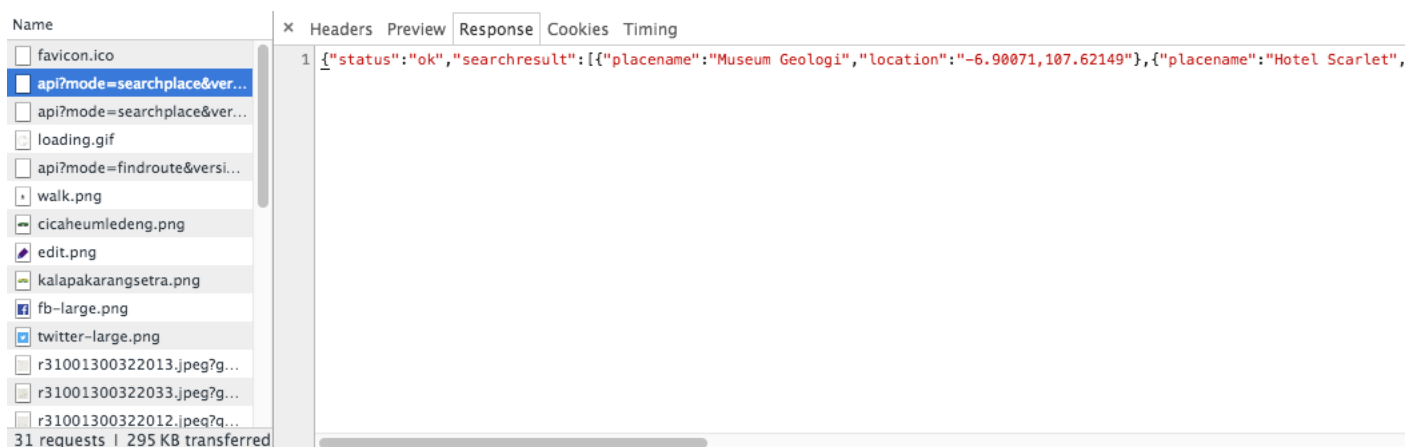 Name
favicon.ico
api?mode=searchplace&ver...
api?mode=searchplace&ver...
loading.gif
api?mode=findroute&versi...
walk.png
cicaheumledeng.png
edit.png
kalapakarangsetra.png
fb-large.png
twitter-large.png
r31001300322013.jpeg?g...
r31001300322033.jpeg?g...
r31001300322012.jpeg?g...
31 requests | 295 KB transferred
× Headers Preview Response Cookies Timing
1 {"status":"ok","searchresult":[{"placename":"Museum Geologi","location":"-6.90071,107.62149"},{"placename":"Hotel Scarlet",